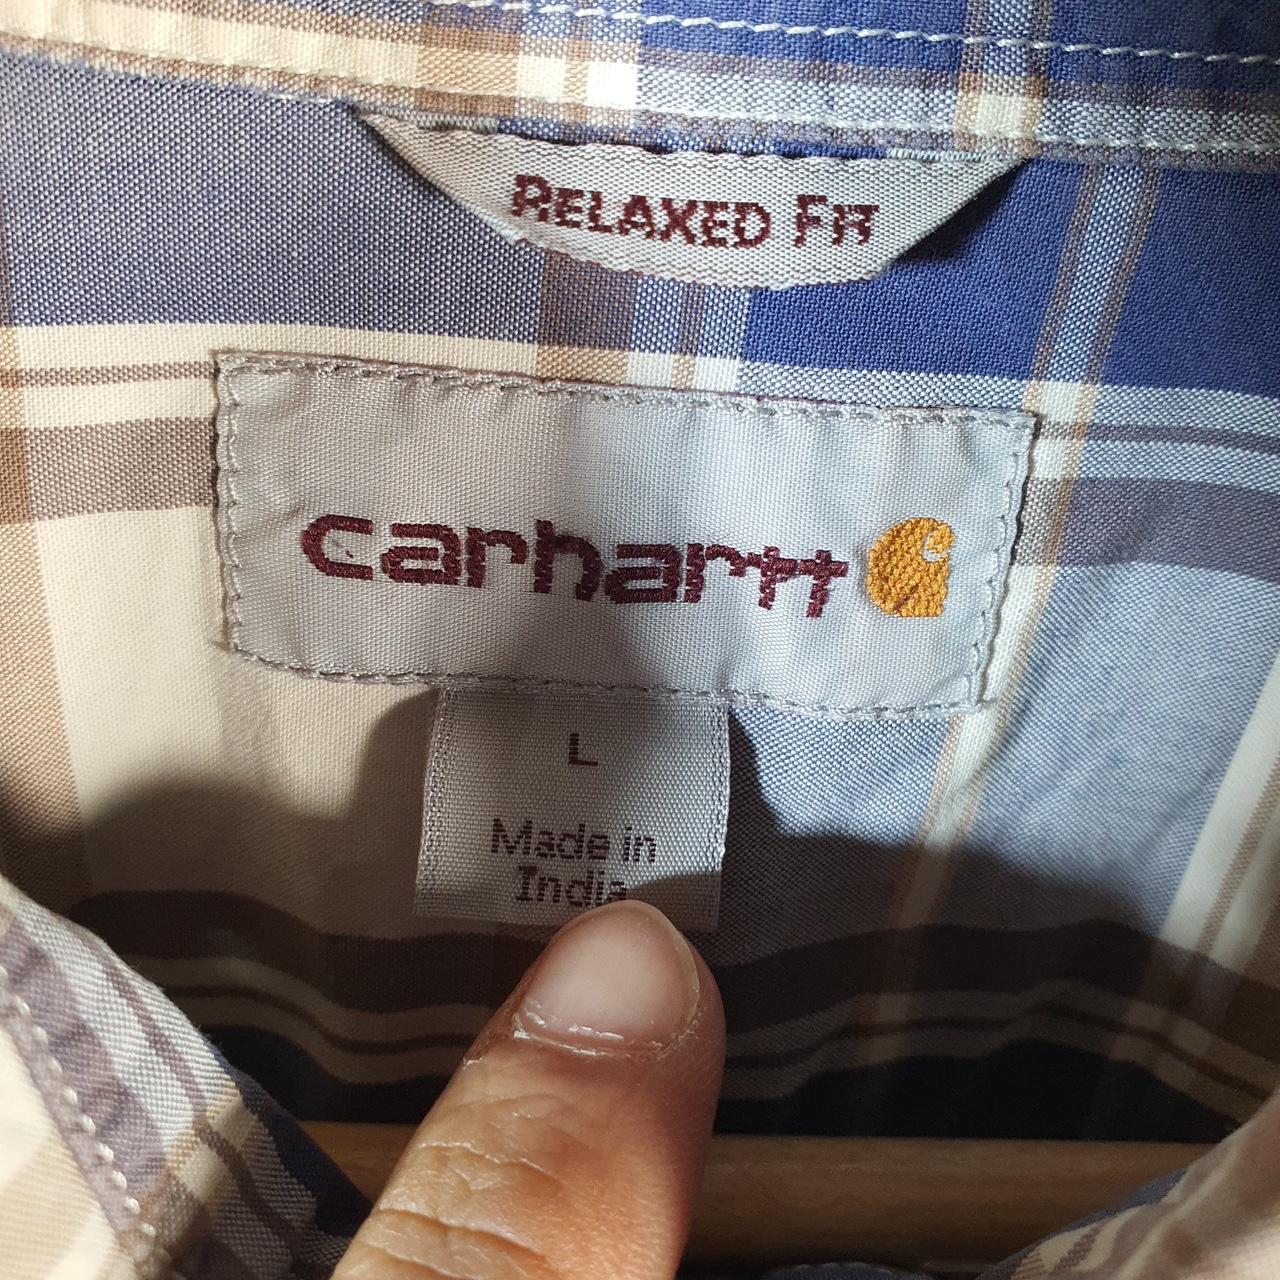 RELAXED FIT
carhartt
L
Made in
India